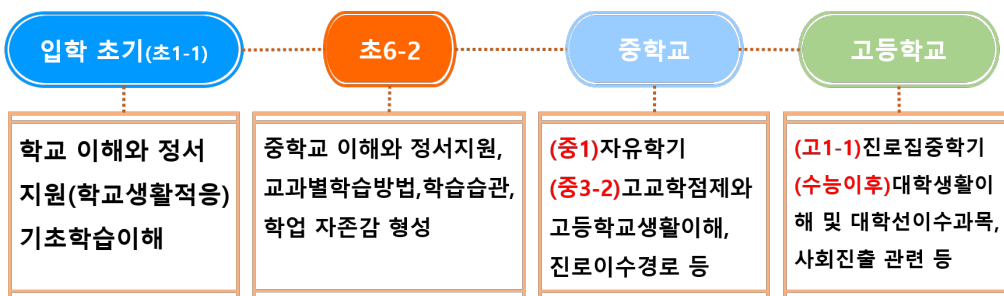 입학 초기(초1-1)
초6-2
중학교
고등학교
학교 이해와 정서
지원(학교생활적응)
기초학습이해
중학교 이해와 정서지원,
교과별학습방법,학습습관,
학업 자존감 형성
(중1)자유학기
(중3-2)고교학점제와
고등학교생활이해,
진로이수경로 등
(고1-1)진로집중학기
(수능이후)대학생활이
해 및 대학선이수과목,
사회진출 관련 등